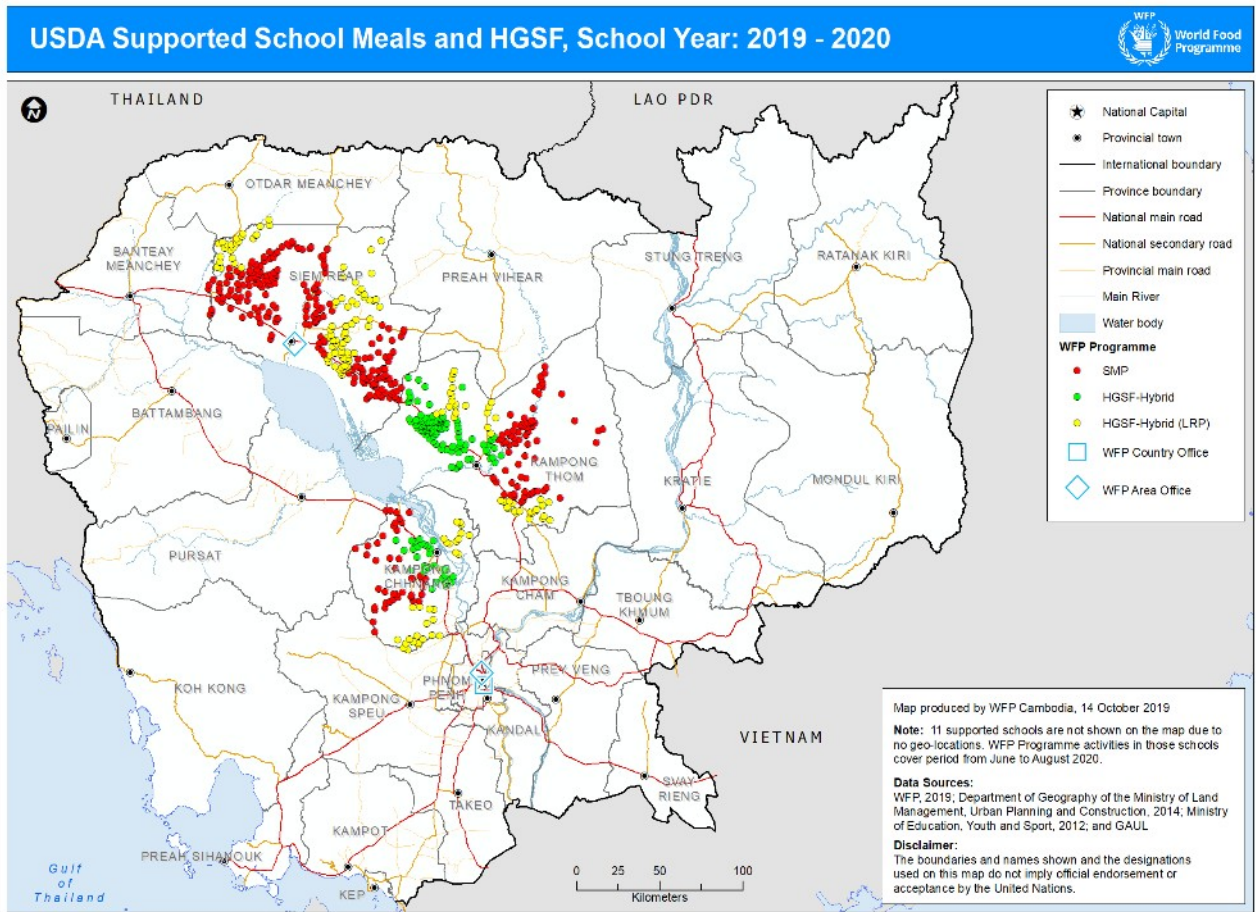 USDA Supported School Meals and HGSF, School Year: 2019 - 2020
WFP
World Food
Programme
THAILAND
LAO PDR
N
OTDAR MEANCHEY
BANTEAY
MEANCHEY
SIEM REAP
PREAH VIHEAR
STUNG TRENG
RATANAK KIRI
BATTAMBANG
PAILIN
KAMPONG
THOM
KRATIE
MONDUL KIRI
PURSAT
KAMPONG
CHHNANG
KAMPONG
CHAM
TBOUNG
KHMUM
KOH KONG
KAMPONG
SPEU
PHNOM
PENH
PREY VENG
KANDAL
VIETNAM
SVAY
RIENG
TAKEO
KAMPOT
PREAH SIHANOUK
KEP
Gulf
of
Thailand
0 25 50 100
Kilometers
National Capital
Provincial town
International boundary
Province boundary
National main road
National secondary road
Provincial main road
Main River
Water body
WFP Programme
SMP
HGSF-Hybrid
HGSF-Hybrid (LRP)
WFP Country Office
WFP Area Office
Map produced by WFP Cambodia, 14 October 2019
Note: 11 supported schools are not shown on the map due to
no geo-locations. WFP Programme activities in those schools
cover period from June to August 2020.
Data Sources:
WFP, 2019; Department of Geography of the Ministry of Land
Management, Urban Planning and Construction, 2014; Ministry
of Education, Youth and Sport, 2012; and GAUL
Disclaimer:
The boundaries and names shown and the designations
used on this map do not imply official endorsement or
acceptance by the United Nations.